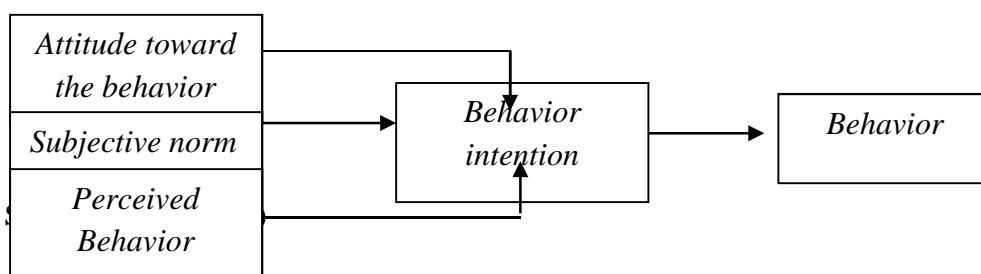 Attitude toward
the behavior
Subjective norm
Perceived
Behavior
Behavior
intention
Behavior